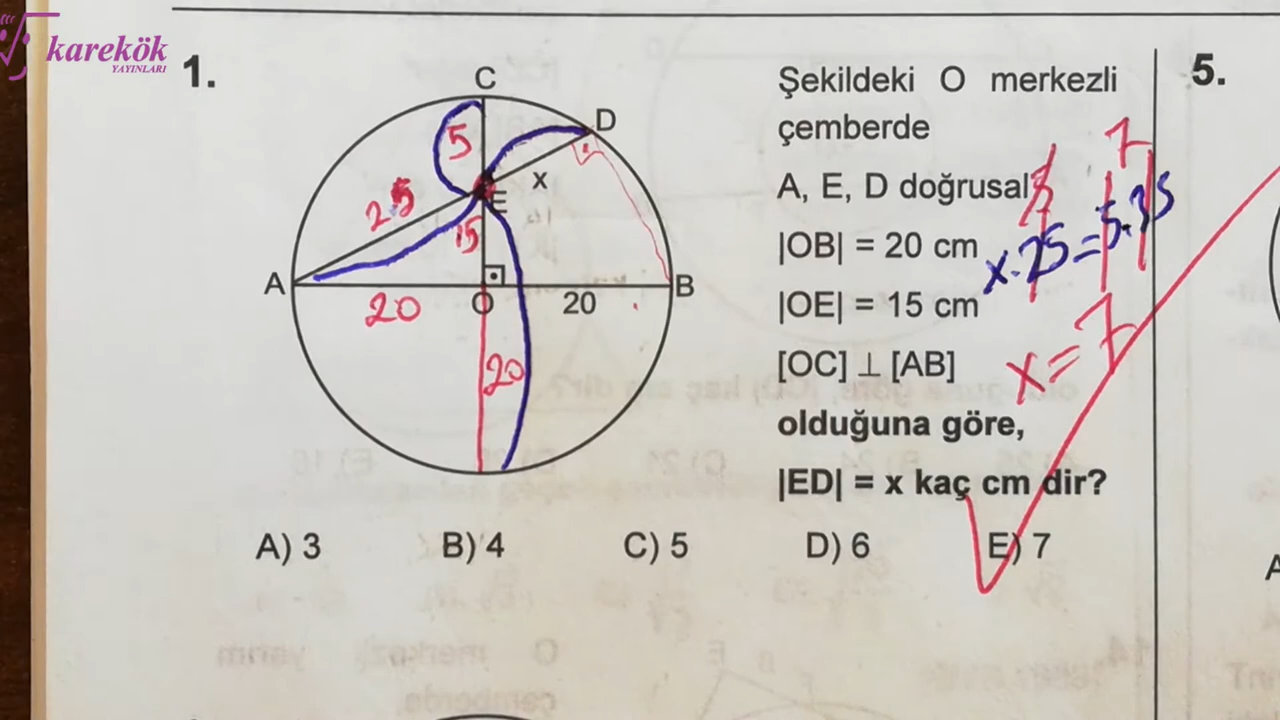 karekök
YAYINLARI
1.
C
D
5
x
E
25
15
A
O
B
20
20
20
Şekildeki O merkezli
çemberde
A, E, D doğrusal
|OB| = 20 cm
|OE| = 15 cm
[OC] ⊥ [AB]
olduğuna göre,
|ED| = x kaç cm dir?
7
x·25=5·35
x=7
A) 3 B) 4 C) 5 D) 6 E) 7
5.
A